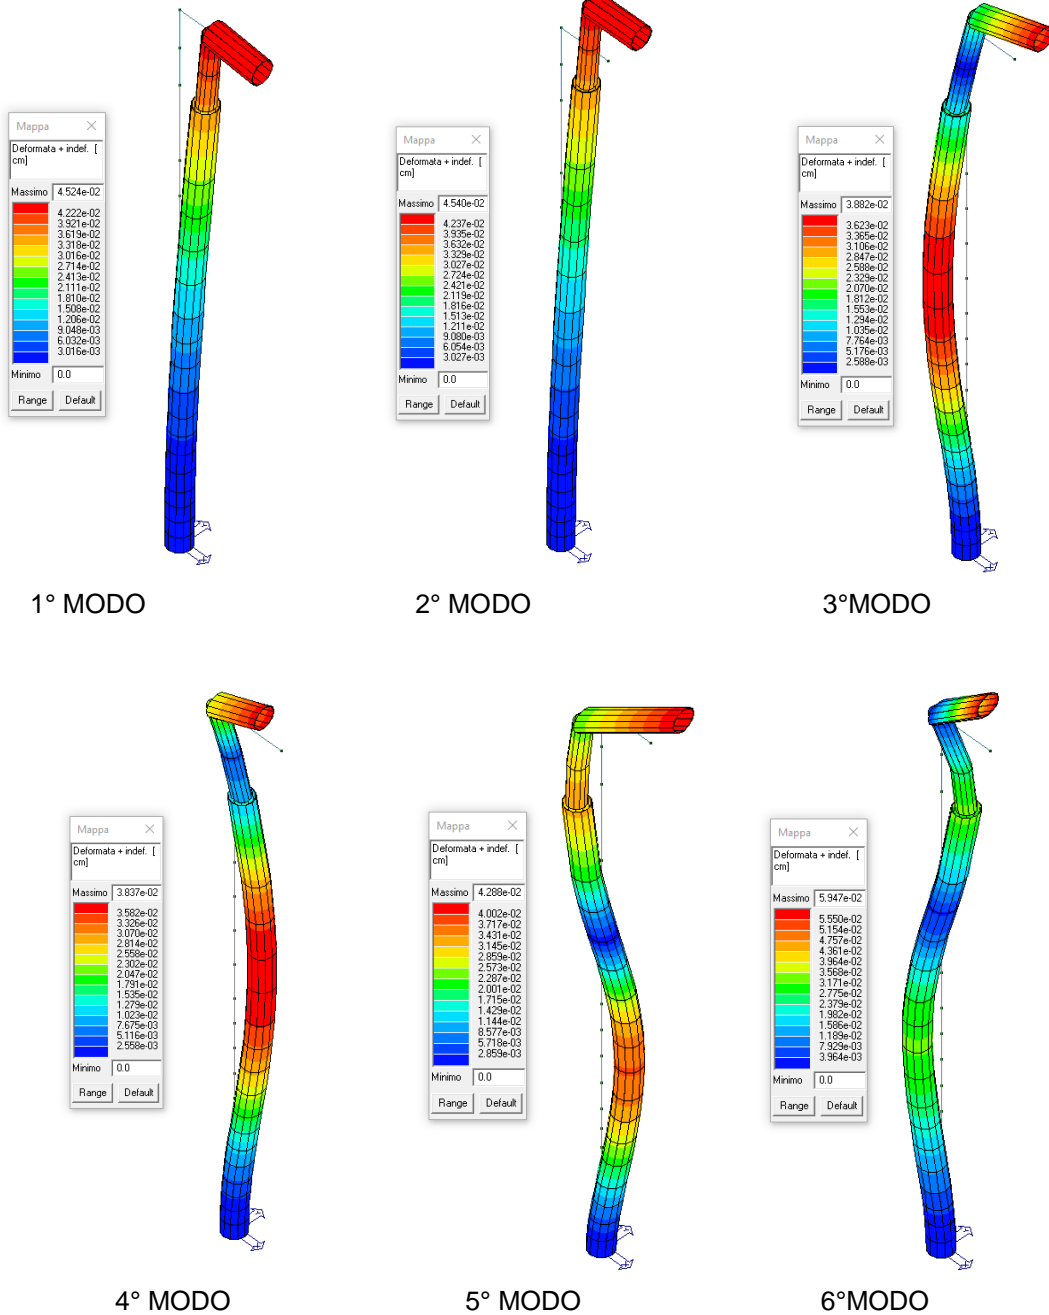 Mappa
Deformata + indef. [
cm]
Massimo 4.524e-02
4.222e-02
3.921e-02
3.619e-02
3.318e-02
3.016e-02
2.714e-02
2.413e-02
2.111e-02
1.810e-02
1.508e-02
1.206e-02
9.048e-03
6.032e-03
3.016e-03
Minimo 0.0
Range Default
1° MODO
Mappa
Deformata + indef. [
cm]
Massimo 4.540e-02
4.237e-02
3.935e-02
3.632e-02
3.329e-02
3.027e-02
2.724e-02
2.421e-02
2.119e-02
1.816e-02
1.513e-02
1.211e-02
9.080e-03
6.054e-03
3.027e-03
Minimo 0.0
Range Default
2° MODO
Mappa
Deformata + indef. [
cm]
Massimo 3.882e-02
3.623e-02
3.365e-02
3.106e-02
2.847e-02
2.588e-02
2.329e-02
2.070e-02
1.812e-02
1.553e-02
1.294e-02
1.035e-02
7.764e-03
5.176e-03
2.588e-03
Minimo 0.0
Range Default
3°MODO
Mappa
Deformata + indef. [
cm]
Massimo 3.837e-02
3.582e-02
3.326e-02
3.070e-02
2.814e-02
2.558e-02
2.302e-02
2.047e-02
1.791e-02
1.535e-02
1.279e-02
1.023e-02
7.675e-03
5.116e-03
2.558e-03
Minimo 0.0
Range Default
4° MODO
Mappa
Deformata + indef. [
cm]
Massimo 4.288e-02
4.002e-02
3.717e-02
3.431e-02
3.145e-02
2.859e-02
2.573e-02
2.287e-02
2.001e-02
1.715e-02
1.429e-02
1.144e-02
8.577e-03
5.718e-03
2.859e-03
Minimo 0.0
Range Default
5° MODO
Mappa
Deformata + indef. [
cm]
Massimo 5.947e-02
5.550e-02
5.154e-02
4.757e-02
4.361e-02
3.964e-02
3.568e-02
3.171e-02
2.775e-02
2.379e-02
1.982e-02
1.586e-02
1.189e-02
7.929e-03
3.964e-03
Minimo 0.0
Range Default
6°MODO